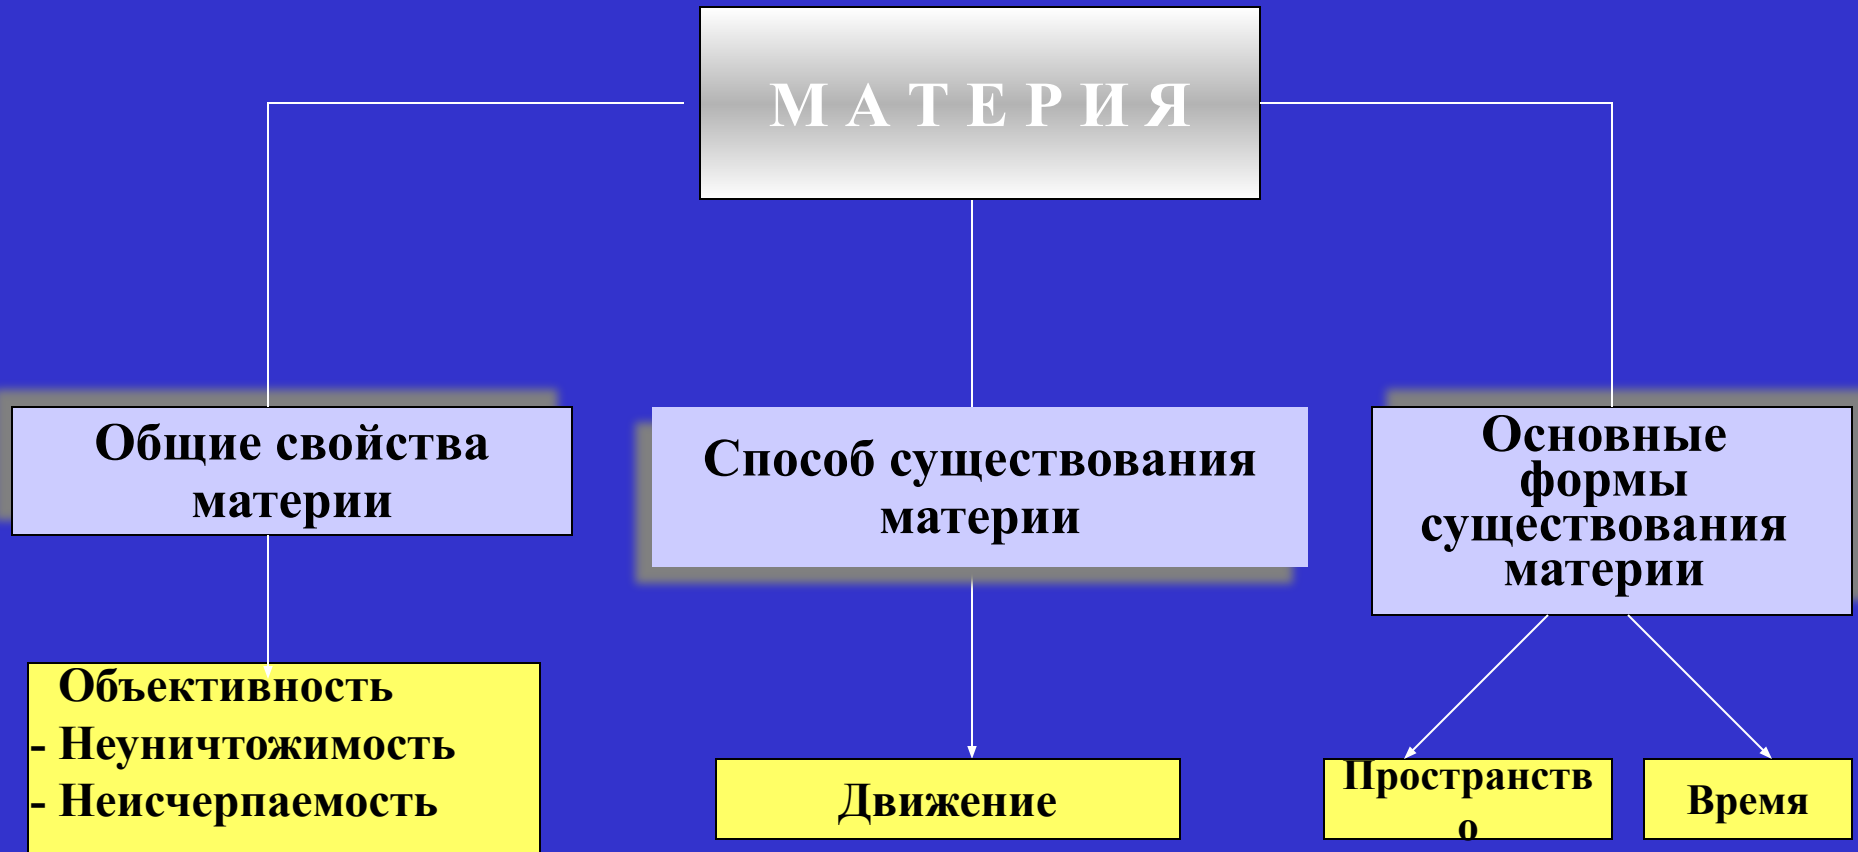 М А Т Е Р И Я
Общие свойства
материи
Способ существования
материи
Основные
формы
существования
материи
Объективность
- Неуничтожимость
- Неисчерпаемость
Движение
Пространств
о
Время